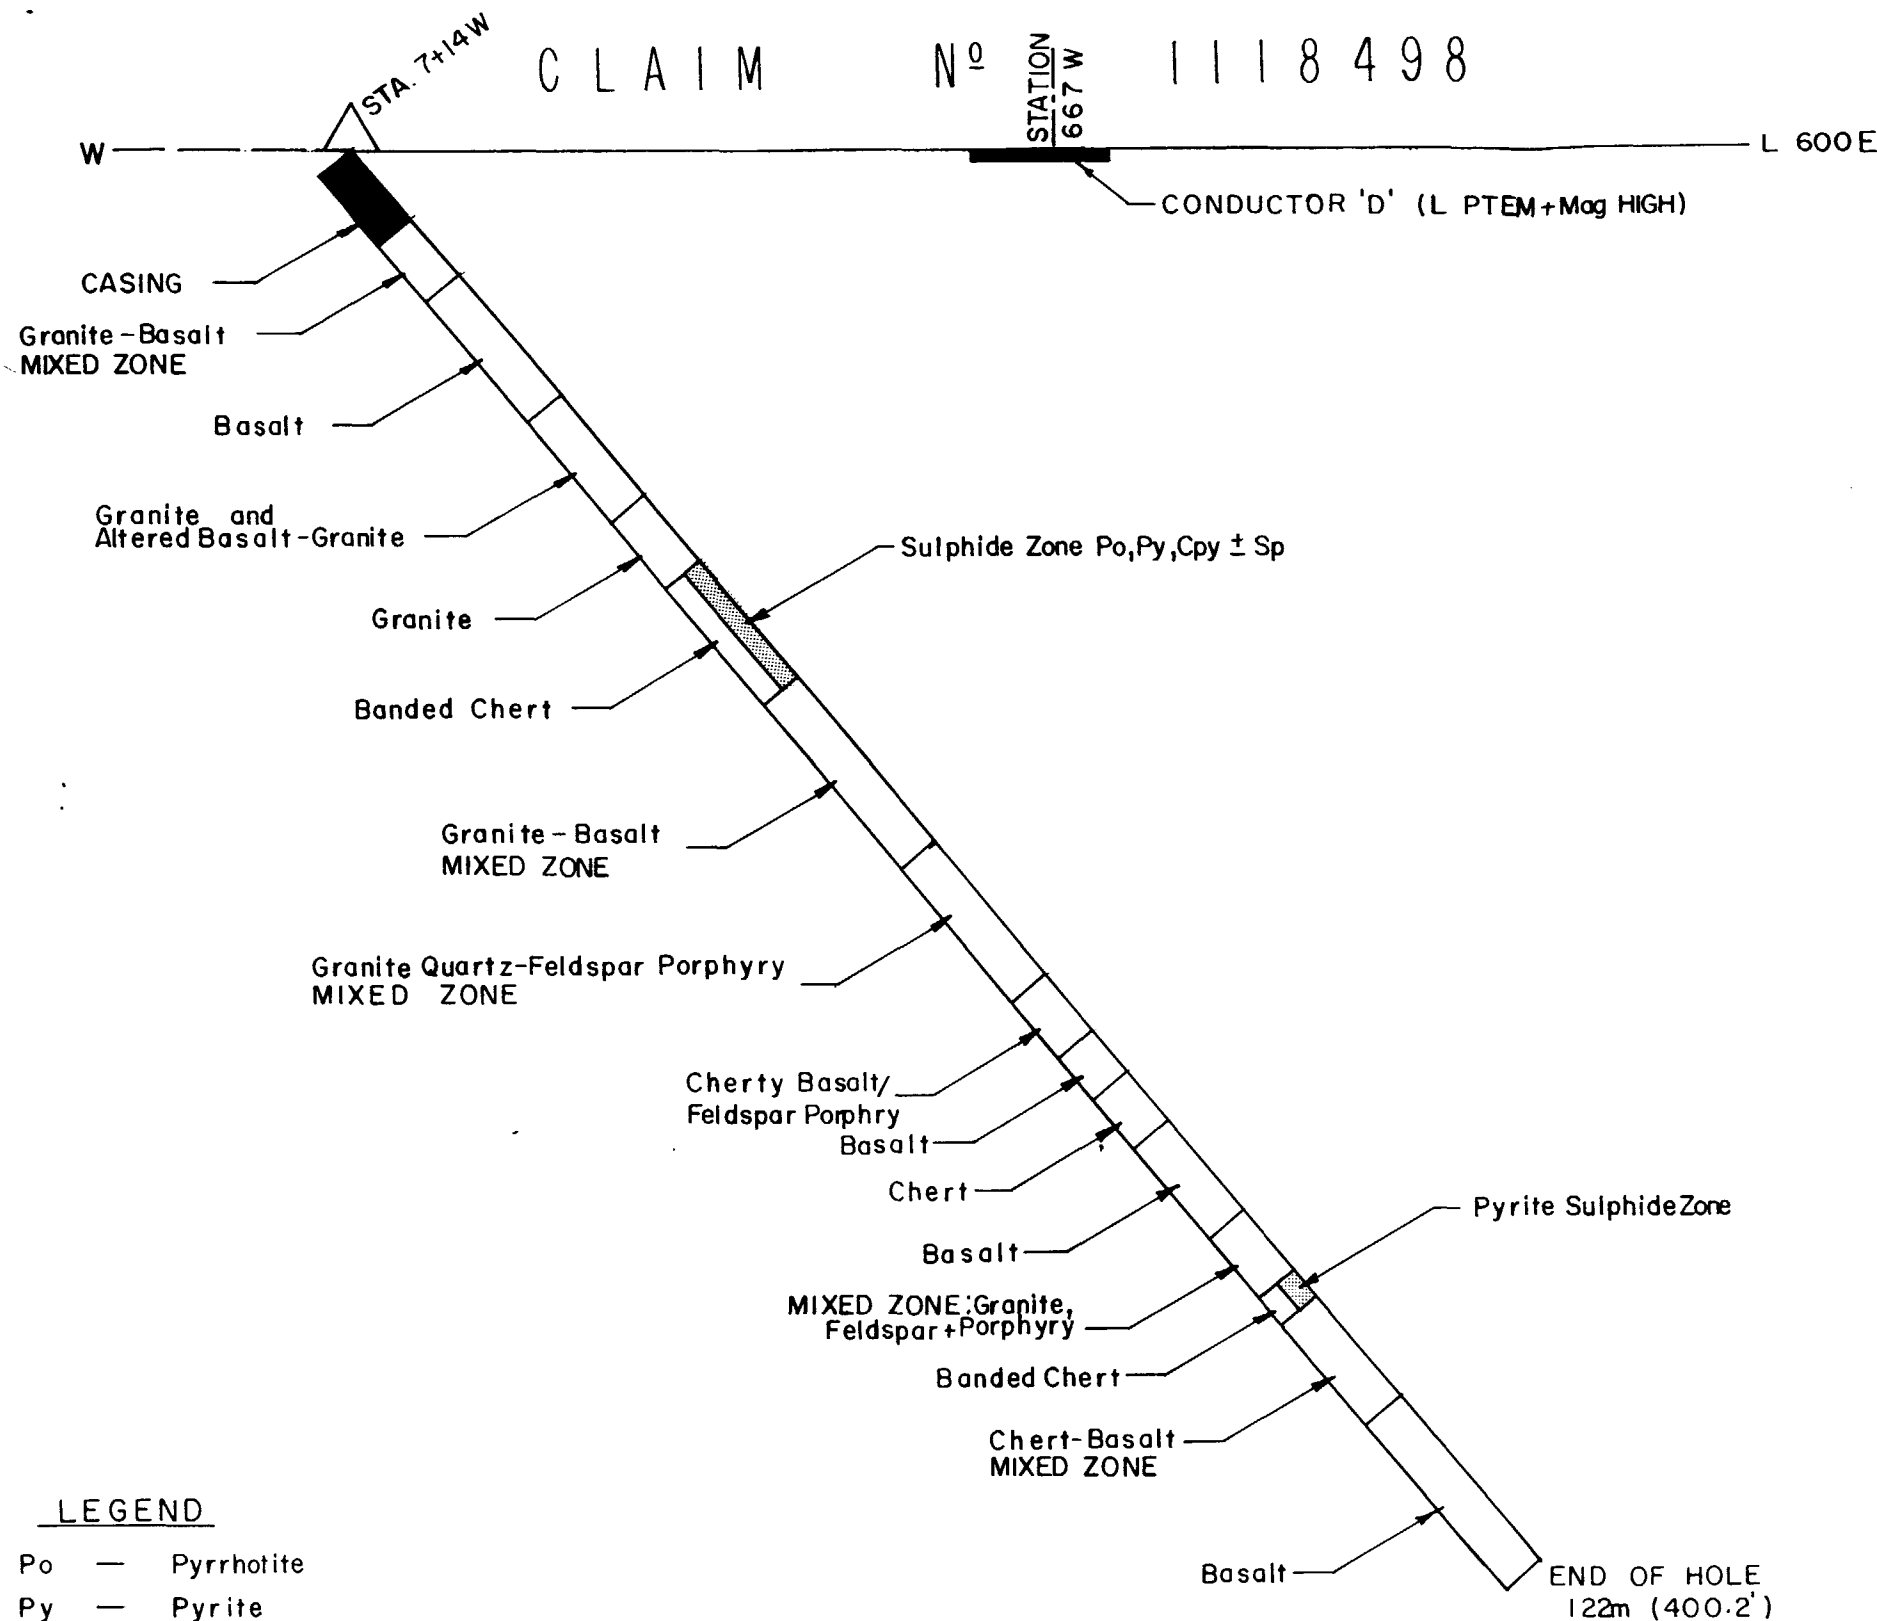 STA. 7+14W
CLAIM Nº 1118498
STATION
667 W
W
L 600E
CONDUCTOR 'D' (L PTEM+Mag HIGH)
CASING
Granite-Basalt
MIXED ZONE
Basalt
Granite and
Altered Basalt-Granite
Sulphide Zone Po,Py,Cpy ± Sp
Granite
Banded Chert
Granite-Basalt
MIXED ZONE
Granite Quartz-Feldspar Porphyry
MIXED ZONE
Cherty Basalt/
Feldspar Porphry
Basalt
Chert
Pyrite Sulphide Zone
Basalt
MIXED ZONE:Granite,
Feldspar+Porphyry
Banded Chert
Chert-Basalt
MIXED ZONE
Basalt
END OF HOLE
122m (400.2')
LEGEND
Po — Pyrrhotite
Py — Pyrite